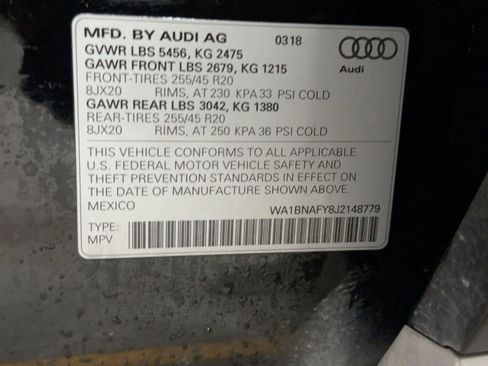 MFD. BY AUDI AG 0318
GVWR LBS 5456, KG 2475
GAWR FRONT LBS 2679, KG 1215
Audi
FRONT-TIRES 255/45 R20
8JX20 RIMS, AT 230 KPA 33 PSI COLD
GAWR REAR LBS 3042, KG 1380
REAR-TIRES 255/45 R20
8JX20 RIMS, AT 250 KPA 36 PSI COLD
THIS VEHICLE CONFORMS TO ALL APPLICABLE
U.S. FEDERAL MOTOR VEHICLE SAFETY AND
THEFT PREVENTION STANDARDS IN EFFECT ON
THE DATE OF MANUFACTURE SHOWN ABOVE.
MEXICO WA1BNAFY8J2148779
TYPE:
MPV